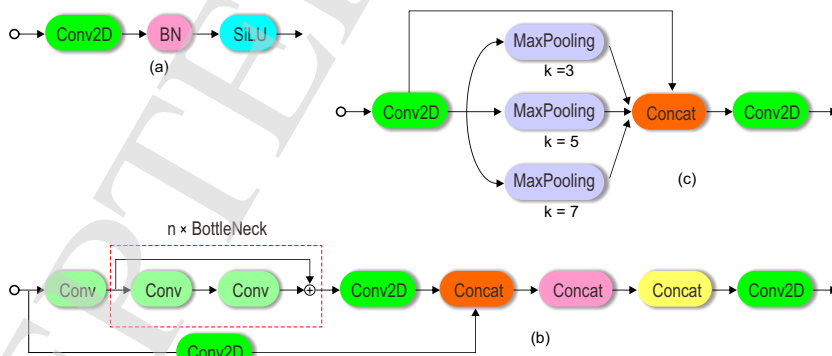 Conv2D BN SiLU
(a)
MaxPooling
k =3
Conv2D MaxPooling Concat Conv2D
k = 5
MaxPooling
k = 7
(c)
n × BottleNeck
Conv Conv Conv Conv2D Concat Concat Concat Conv2D
(b)
Conv2D